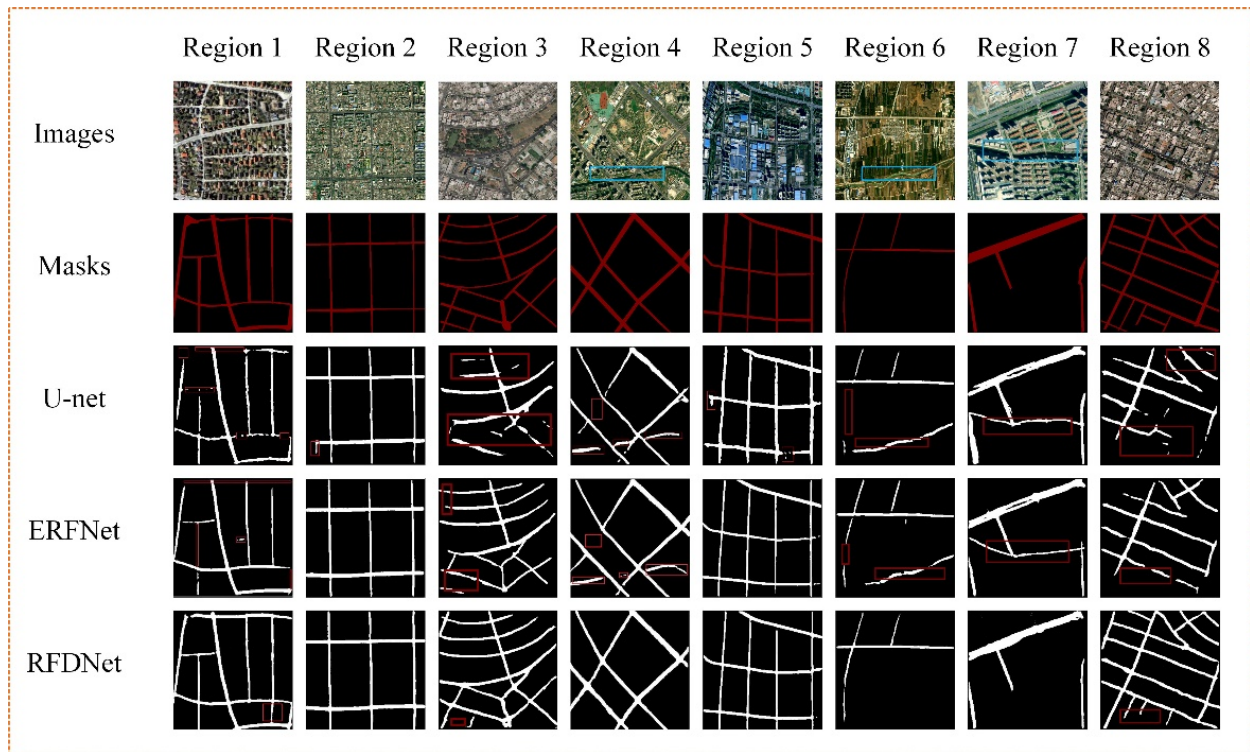 Region 1 Region 2 Region 3 Region 4 Region 5 Region 6 Region 7 Region 8
Images
Masks
U-net
ERFNet
RFDNet